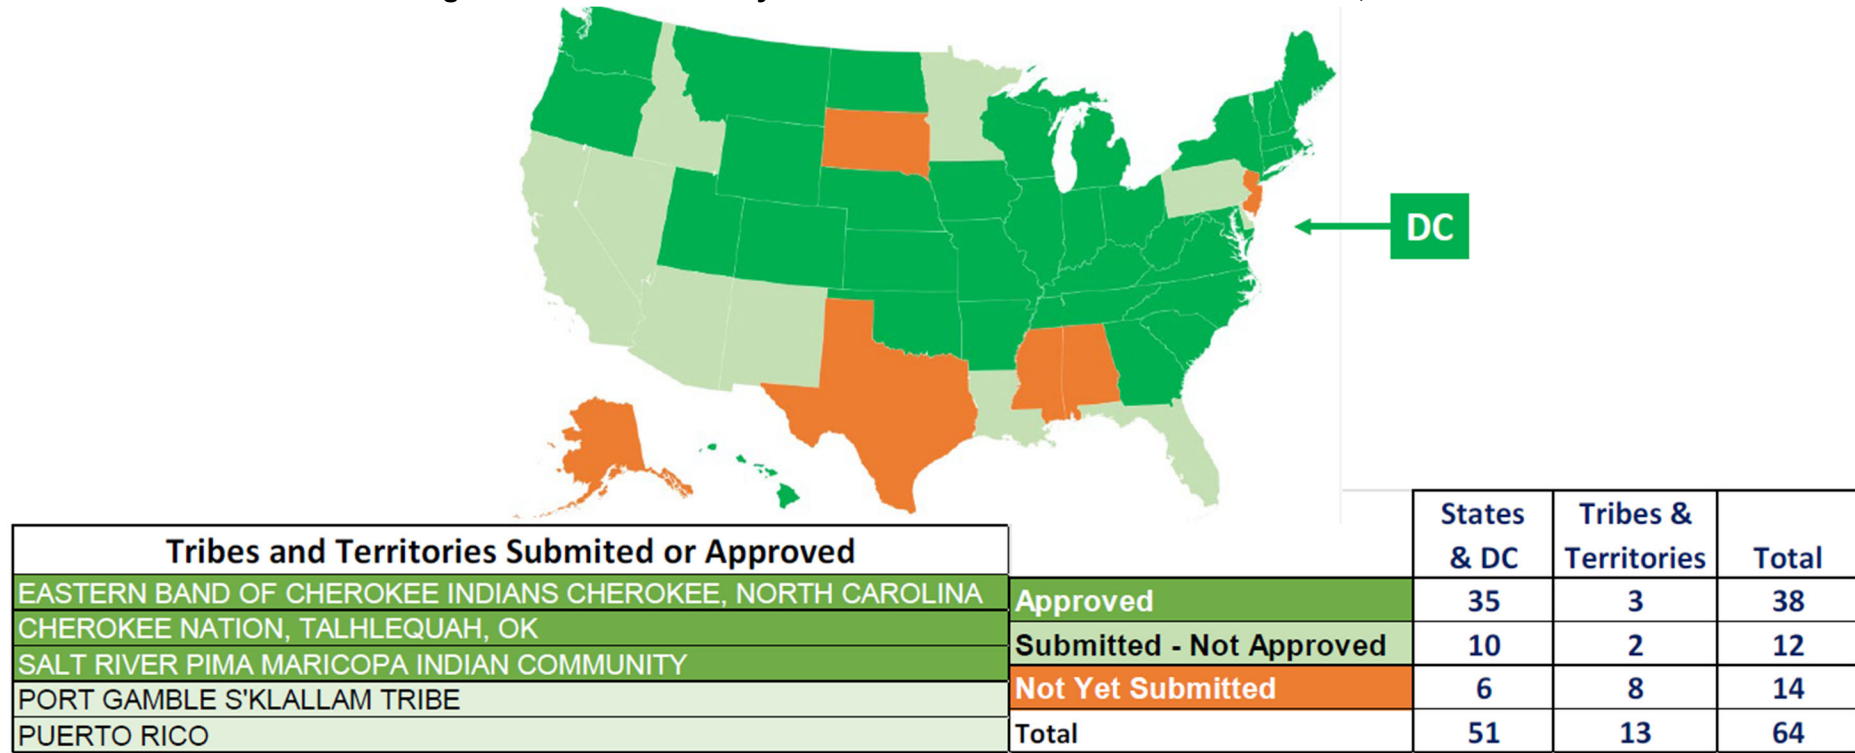 DC
Tribes and Territories Submited or Approved
EASTERN BAND OF CHEROKEE INDIANS CHEROKEE, NORTH CAROLINA
CHEROKEE NATION, TALHLEQUAH, OK
SALT RIVER PIMA MARICOPA INDIAN COMMUNITY
PORT GAMBLE S'KLALLAM TRIBE
PUERTO RICO
States & DC Tribes & Territories Total
Approved 35 3 38
Submitted - Not Approved 10 2 12
Not Yet Submitted 6 8 14
Total 51 13 64